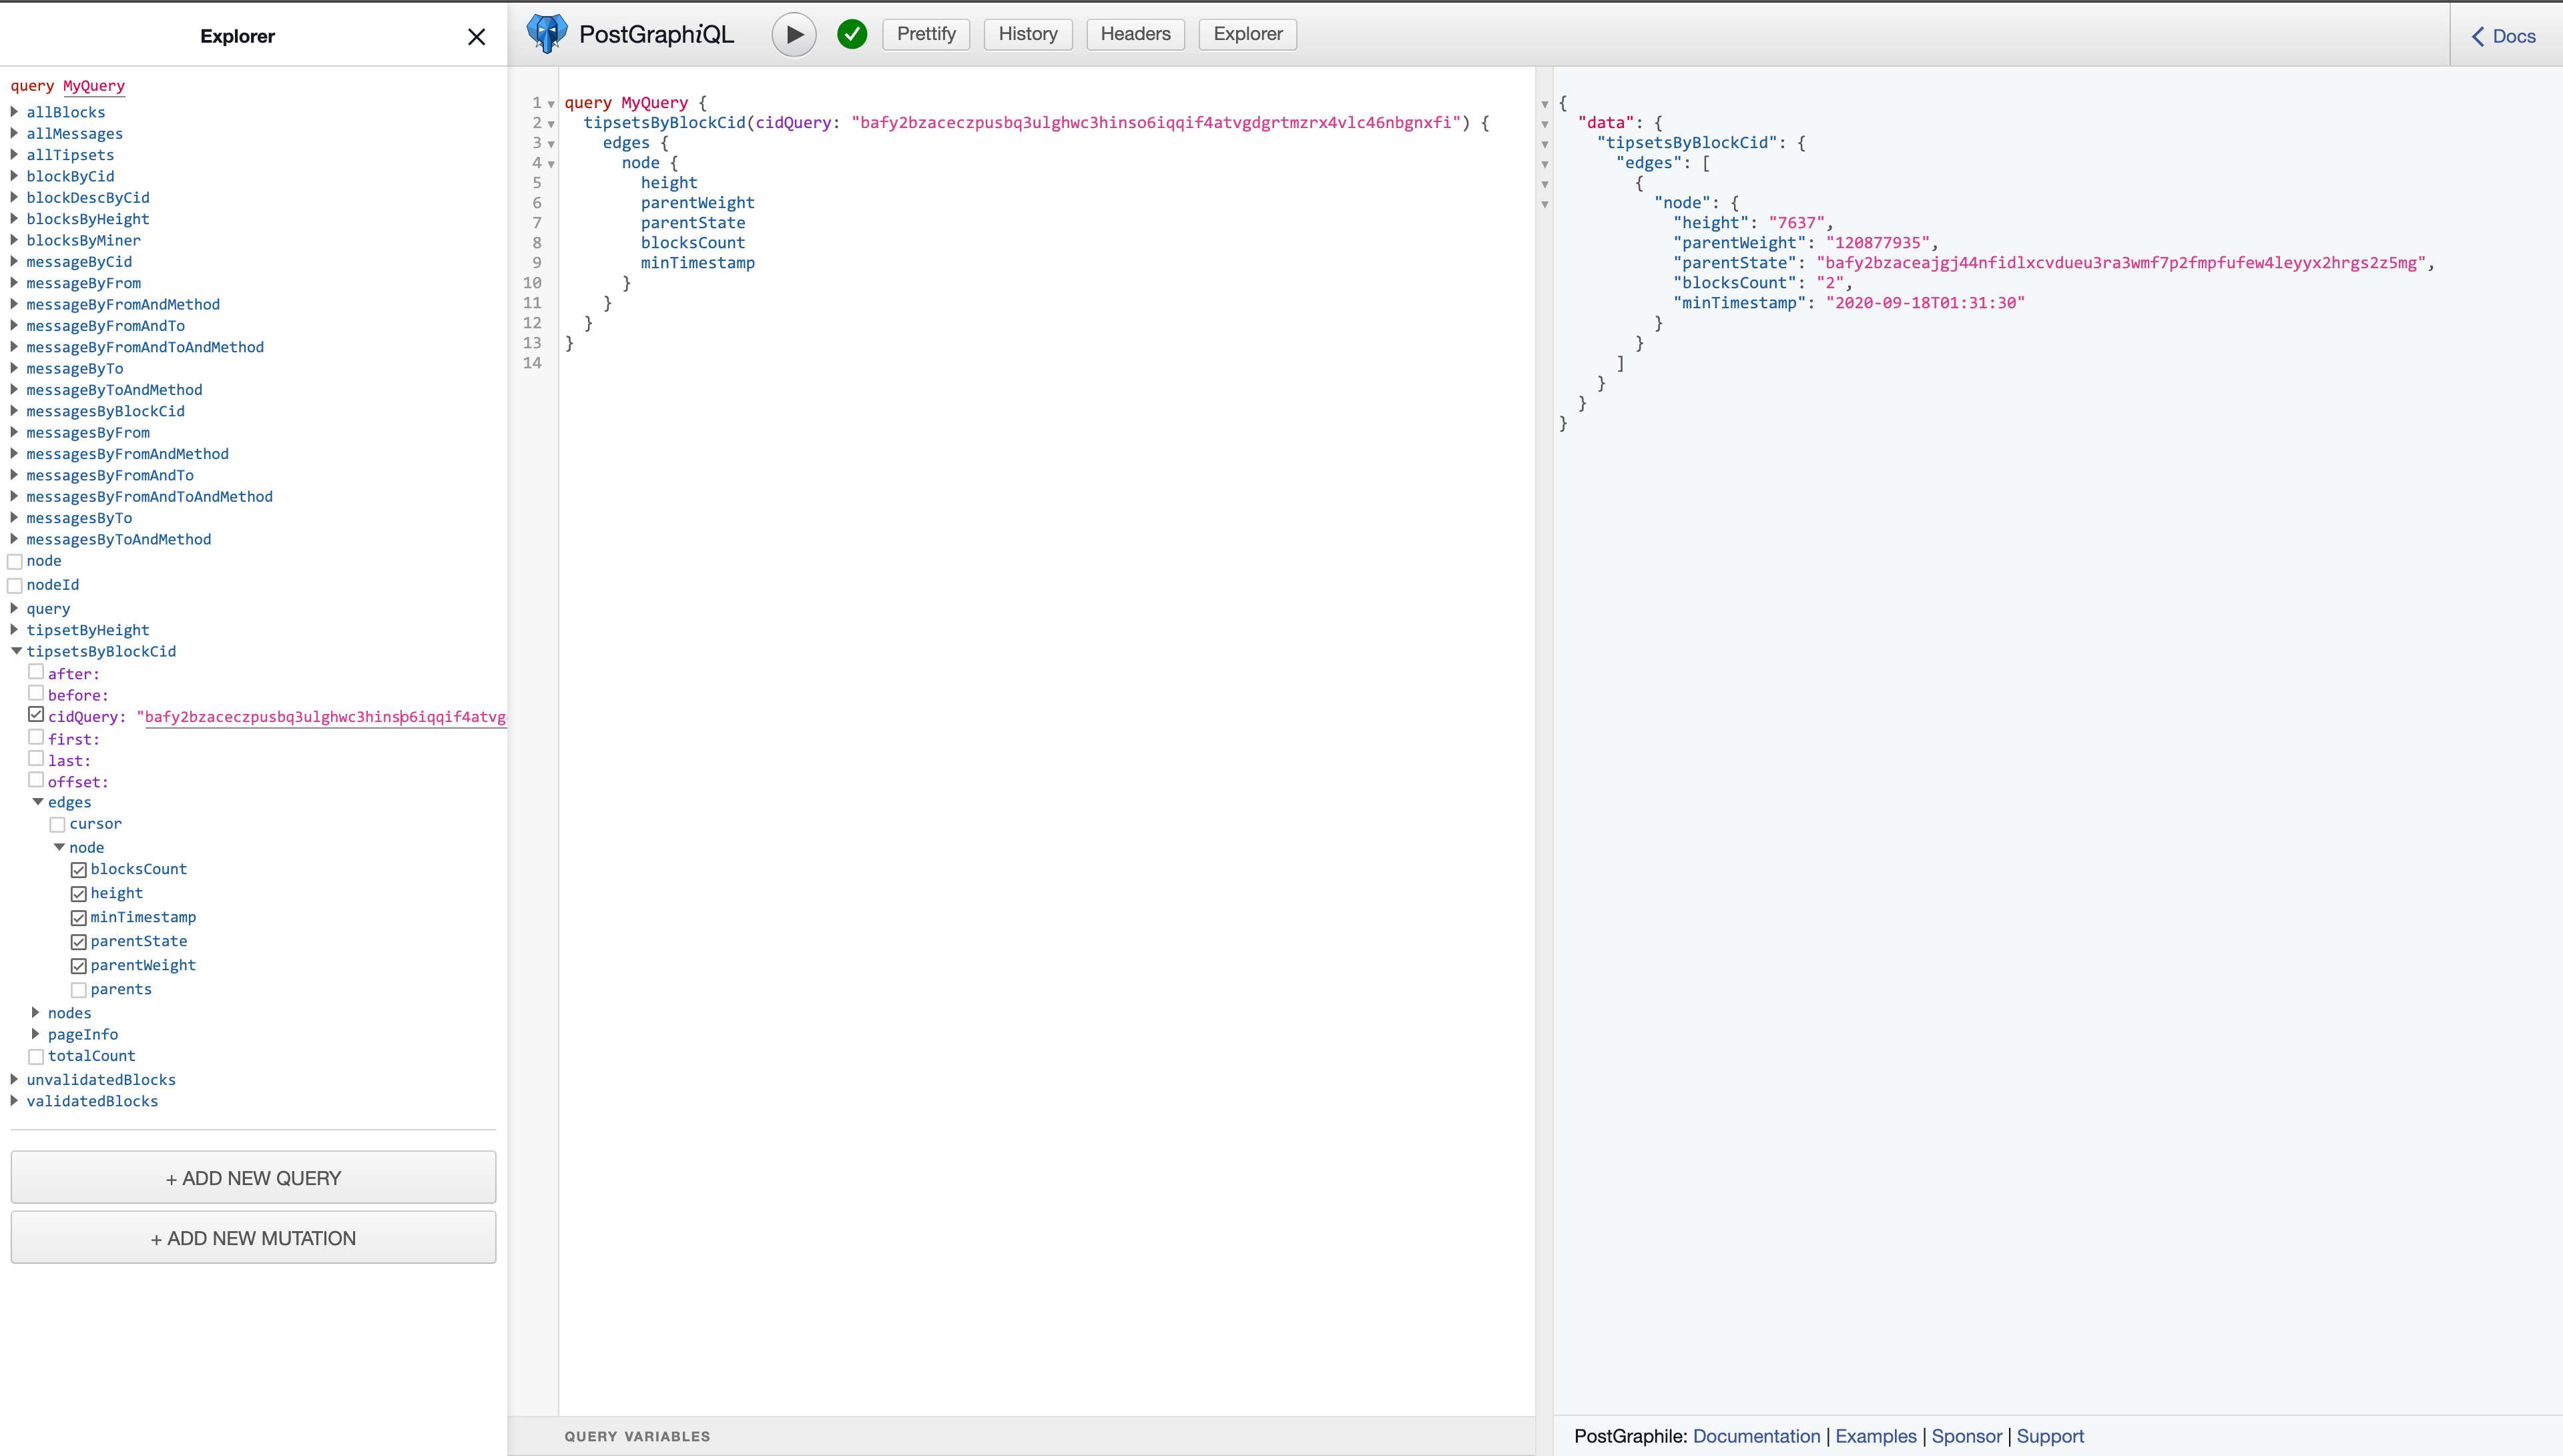 Explorer
query MyQuery
allBlocks
allMessages
allTipsets
blockByCid
blockDescByCid
blocksByHeight
blocksByMiner
messageByCid
messageByFrom
messageByFromAndMethod
messageByFromAndTo
messageByFromAndToAndMethod
messageByTo
messageByToAndMethod
messagesByBlockCid
messagesByFrom
messagesByFromAndMethod
messagesByFromAndTo
messagesByFromAndToAndMethod
messagesByTo
messagesByToAndMethod
node
nodeId
query
tipsetByHeight
tipsetsByBlockCid
after:
before:
cidQuery: "bafy2bzaceczpusbq3ulghwc3hinso6iqqif4atvg
first:
last:
offset:
edges
cursor
node
blocksCount
height
minTimestamp
parentState
parentWeight
parents
nodes
pageInfo
totalCount
unvalidatedBlocks
validatedBlocks
+ ADD NEW QUERY
+ ADD NEW MUTATION
PostGraphiQL
Prettify
History
Headers
Explorer
Docs
1 query MyQuery {
2 tipsetsByBlockCid(cidQuery: "bafy2bzaceczpusbq3ulghwc3hinso6iqqif4atvgdgrtmzrx4vlc46nbgnxfi") {
3 edges {
4 node {
5 height
6 parentWeight
7 parentState
8 blocksCount
9 minTimestamp
10 }
11 }
12 }
13 }
14
{
"data": {
"tipsetsByBlockCid": {
"edges": [
{
"node": {
"height": "7637",
"parentWeight": "120877935",
"parentState": "bafy2bzaceajgj44nfidlxcvdueu3ra3wmf7p2fmpfufew4leyyx2hrgs2z5mg",
"blocksCount": "2",
"minTimestamp": "2020-09-18T01:31:30"
}
}
]
}
}
}
QUERY VARIABLES
PostGraphile: Documentation | Examples | Sponsor | Support